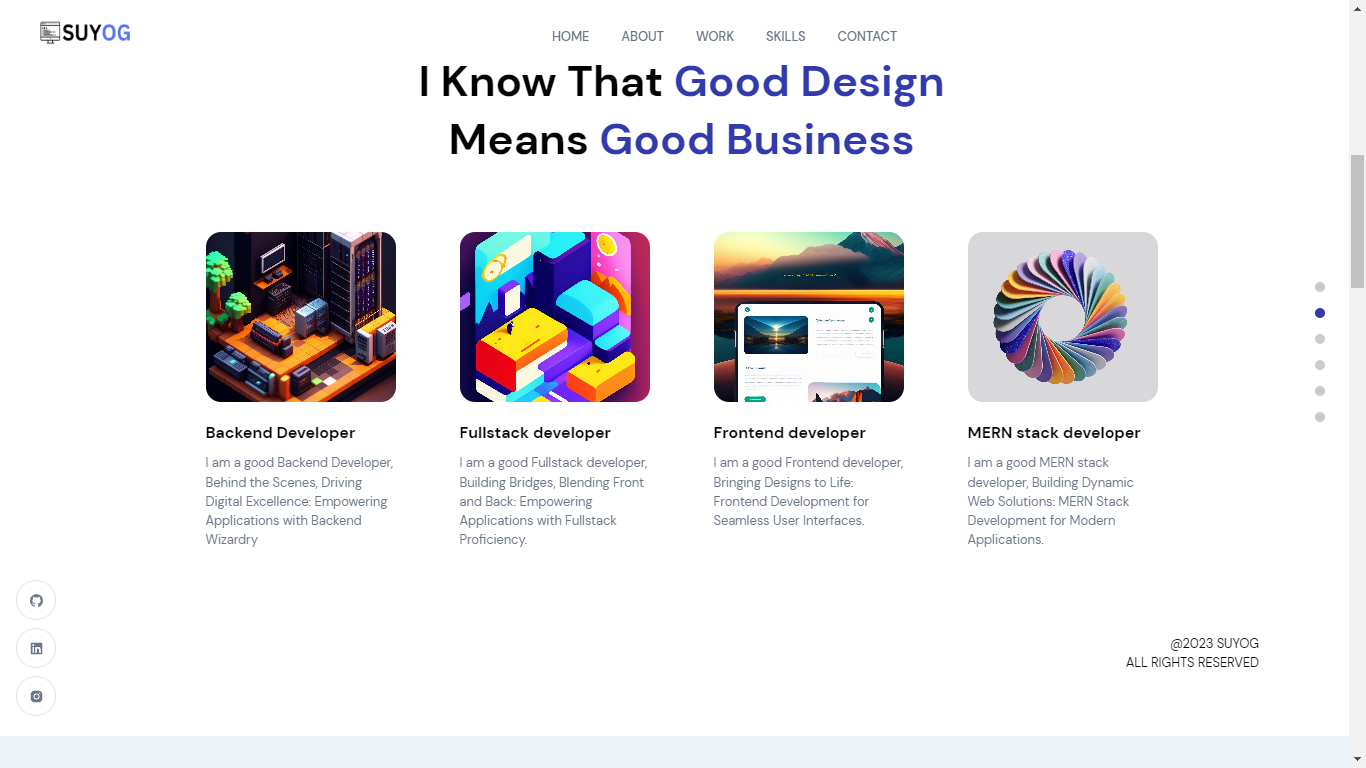 SUYOG
HOME ABOUT WORK SKILLS CONTACT
I Know That Good Design
Means Good Business
Backend Developer
I am a good Backend Developer,
Behind the Scenes, Driving
Digital Excellence: Empowering
Applications with Backend
Wizardry
Fullstack developer
I am a good Fullstack developer,
Building Bridges, Blending Front
and Back: Empowering
Applications with Fullstack
Proficiency.
Frontend developer
I am a good Frontend developer,
Bringing Designs to Life:
Frontend Development for
Seamless User Interfaces.
MERN stack developer
I am a good MERN stack
developer, Building Dynamic
Web Solutions: MERN Stack
Development for Modern
Applications.
@2023 SUYOG
ALL RIGHTS RESERVED